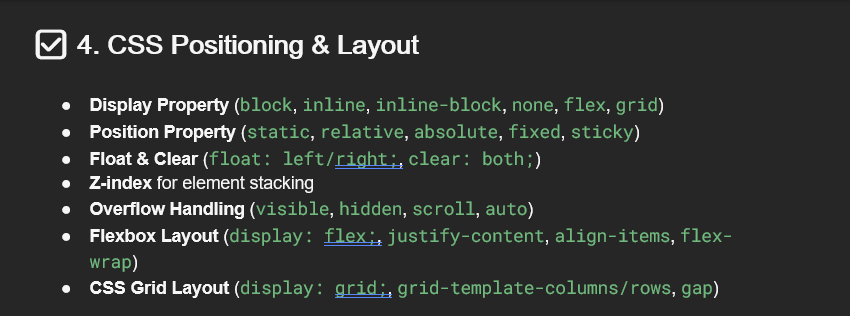 4. CSS Positioning & Layout
● Display Property (block, inline, inline-block, none, flex, grid)
● Position Property (static, relative, absolute, fixed, sticky)
● Float & Clear (float: left/right;, clear: both;)
● Z-index for element stacking
● Overflow Handling (visible, hidden, scroll, auto)
● Flexbox Layout (display: flex;, justify-content, align-items, flex-
wrap)
● CSS Grid Layout (display: grid;, grid-template-columns/rows, gap)